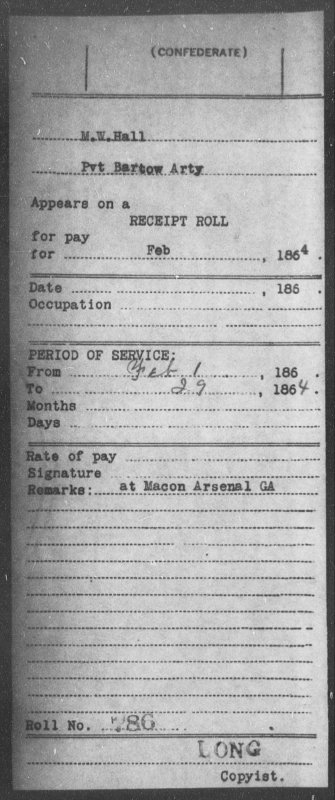 (CONFEDERATE)
M.W.Hall
Pvt Bartow Arty
Appears on a
RECEIPT ROLL
for pay
for Feb , 1864 .
Date , 186 .
Occupation
PERIOD OF SERVICE:
From Feb 1 , 186 .
To 29 , 1864 .
Months
Days
Rate of pay
Signature
Remarks: at Macon Arsenal GA
Roll No. 786 .
LONG
Copyist.